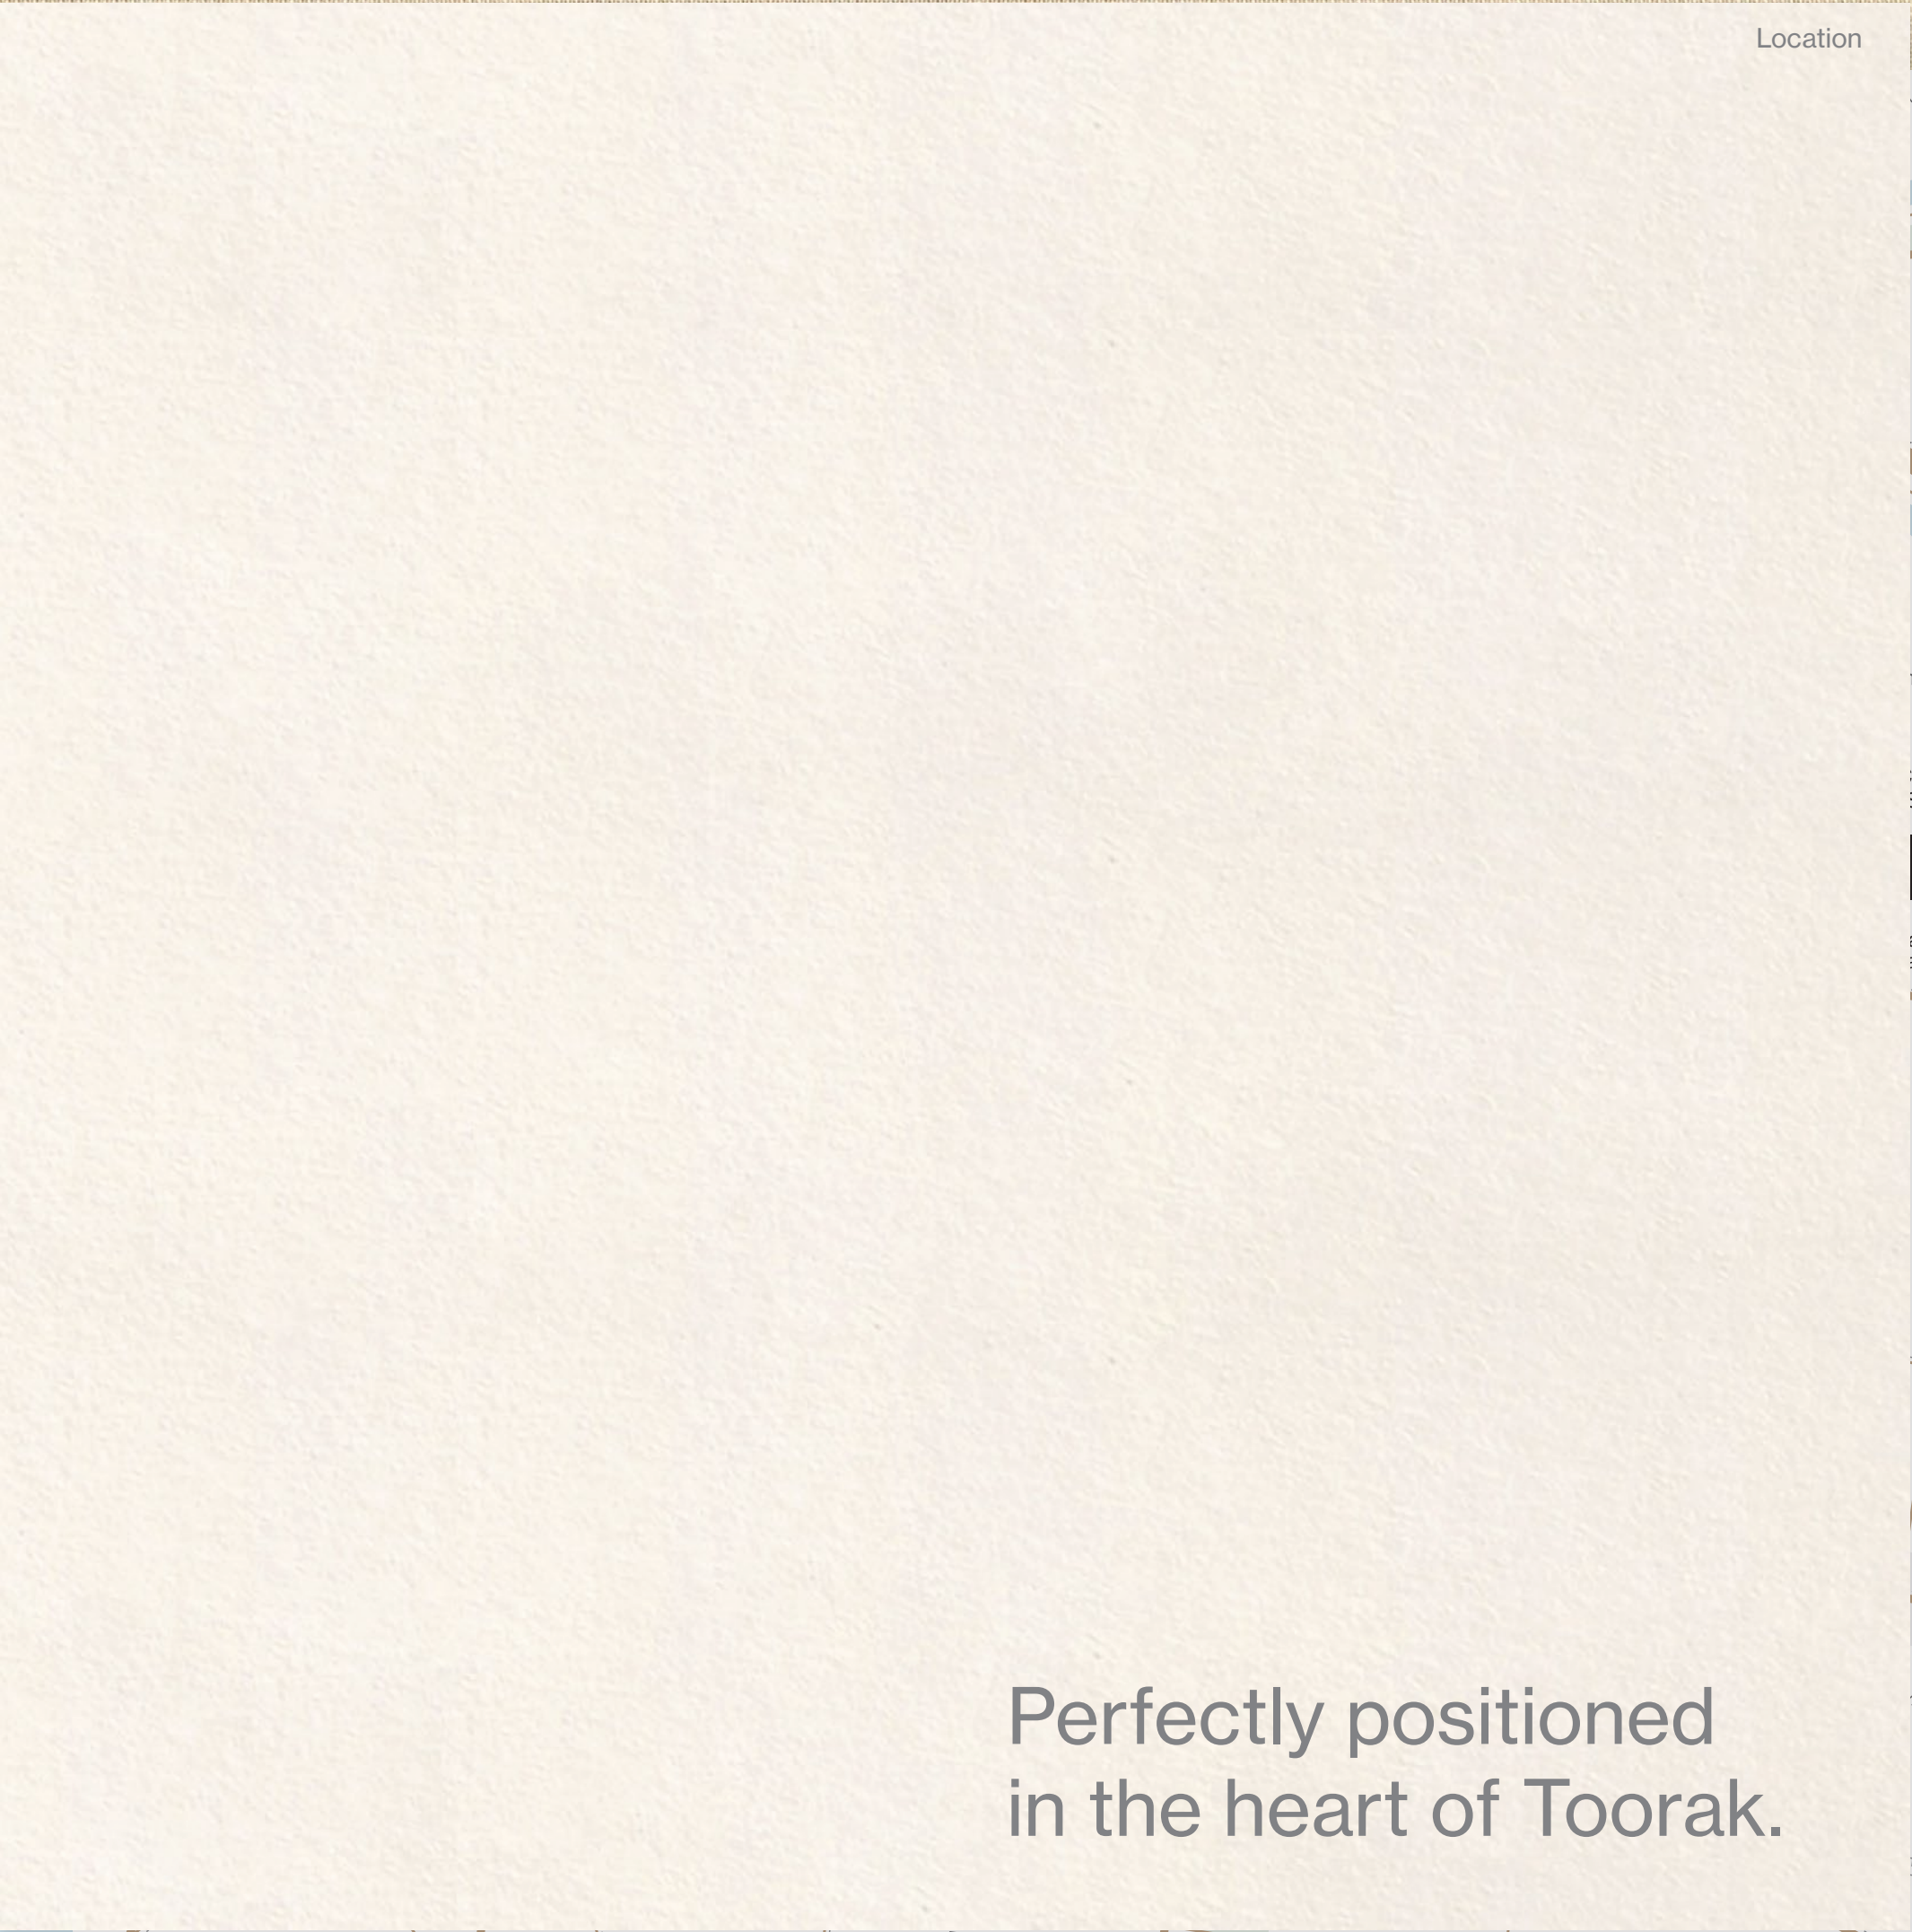 Location
Perfectly positioned
in the heart of Toorak.